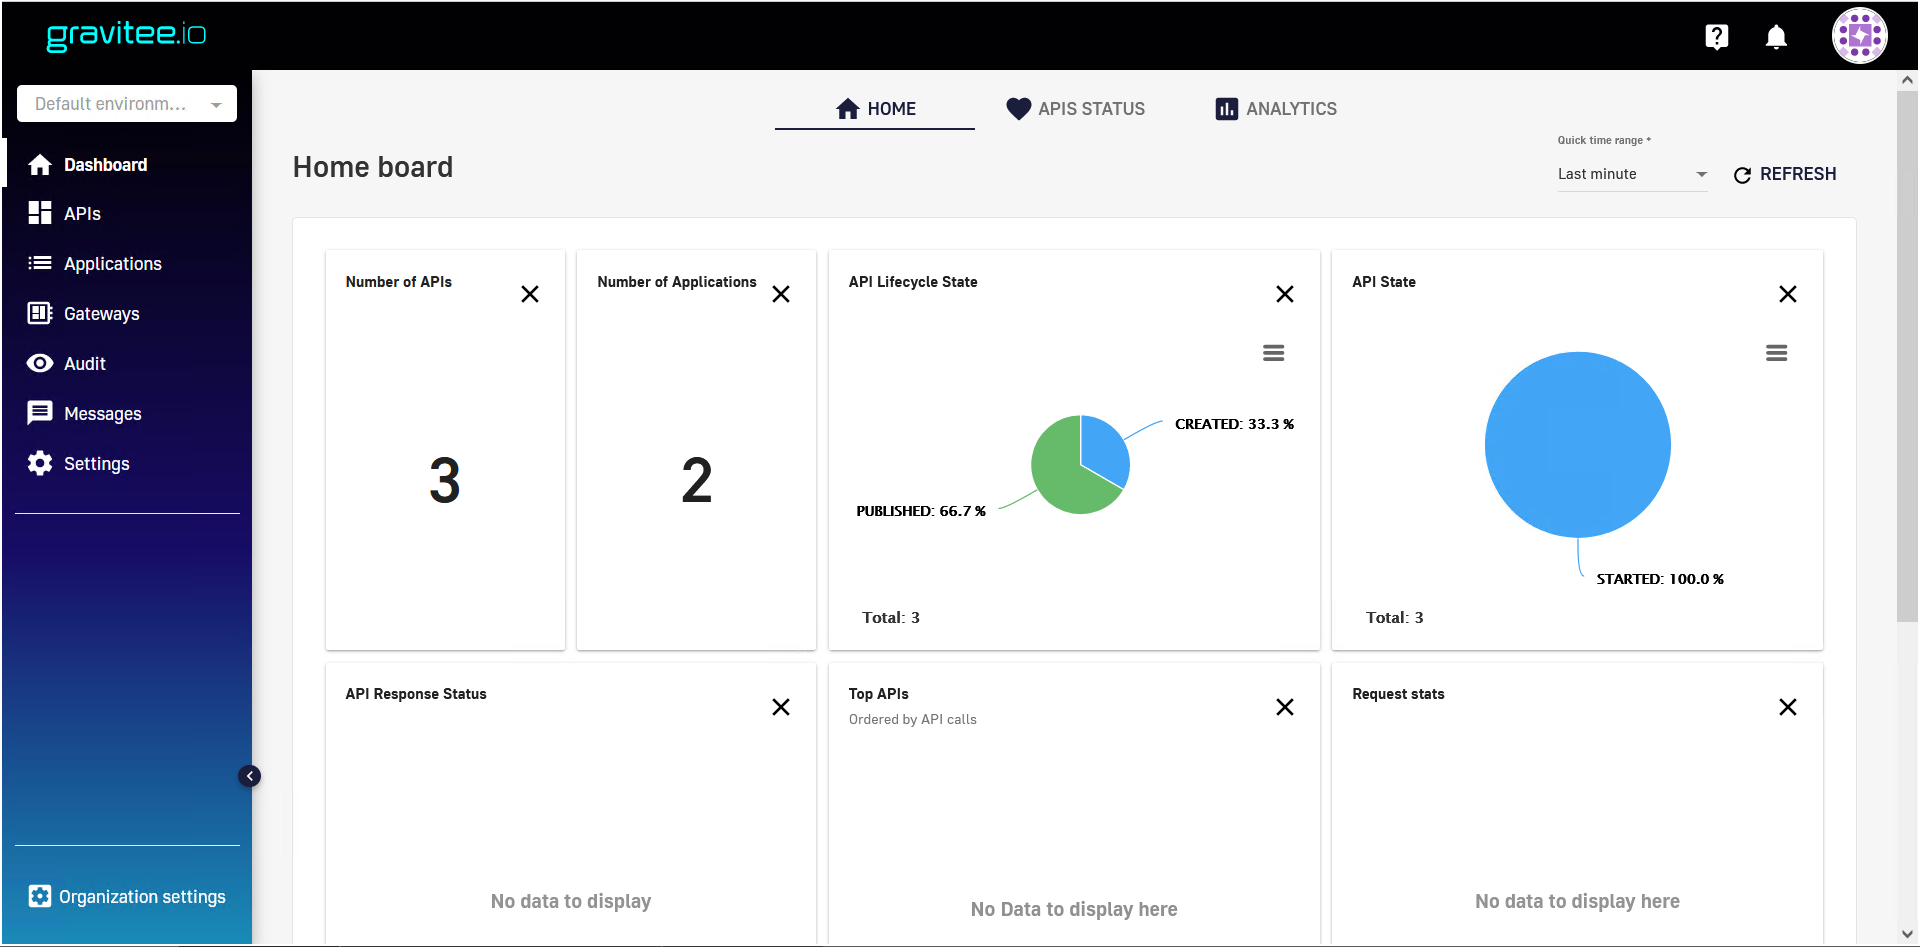 gravitee.io
Default environm...
Dashboard
APIs
Applications
Gateways
Audit
Messages
Settings
Organization settings
HOME
APIS STATUS
ANALYTICS
Home board
Quick time range *
Last minute
REFRESH
Number of APIs
3
Number of Applications
2
API Lifecycle State
CREATED: 33.3 %
PUBLISHED: 66.7 %
Total: 3
API State
STARTED: 100.0 %
Total: 3
API Response Status
No data to display
Top APIs
Ordered by API calls
No Data to display here
Request stats
No data to display here